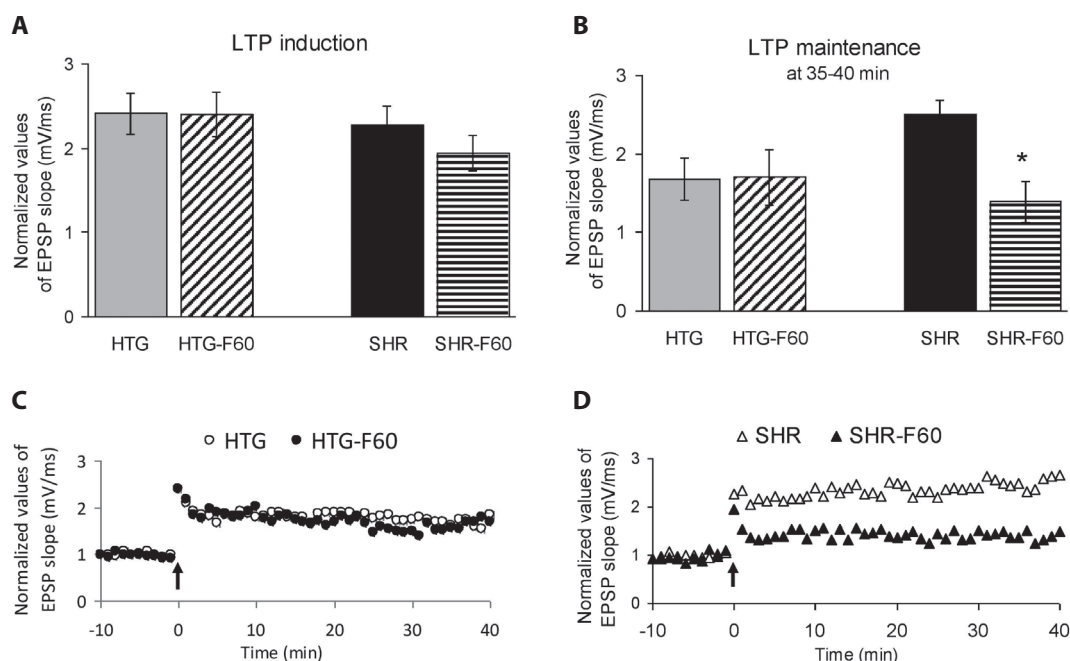 A
LTP induction
Normalized values
of EPSP slope (mV/ms)
3
2
1
0
HTG
HTG-F60
SHR
SHR-F60
B
LTP maintenance
at 35-40 min
Normalized values
of EPSP slope (mV/ms)
3
2
1
0
*
HTG
HTG-F60
SHR
SHR-F60
C
HTG
HTG-F60
Normalized values of
EPSP slope (mV/ms)
3
2
1
0
-10
0
10
20
30
40
Time (min)
D
SHR
SHR-F60
Normalized values of
EPSP slope (mV/ms)
3
2
1
0
-10
0
10
20
30
40
Time (min)